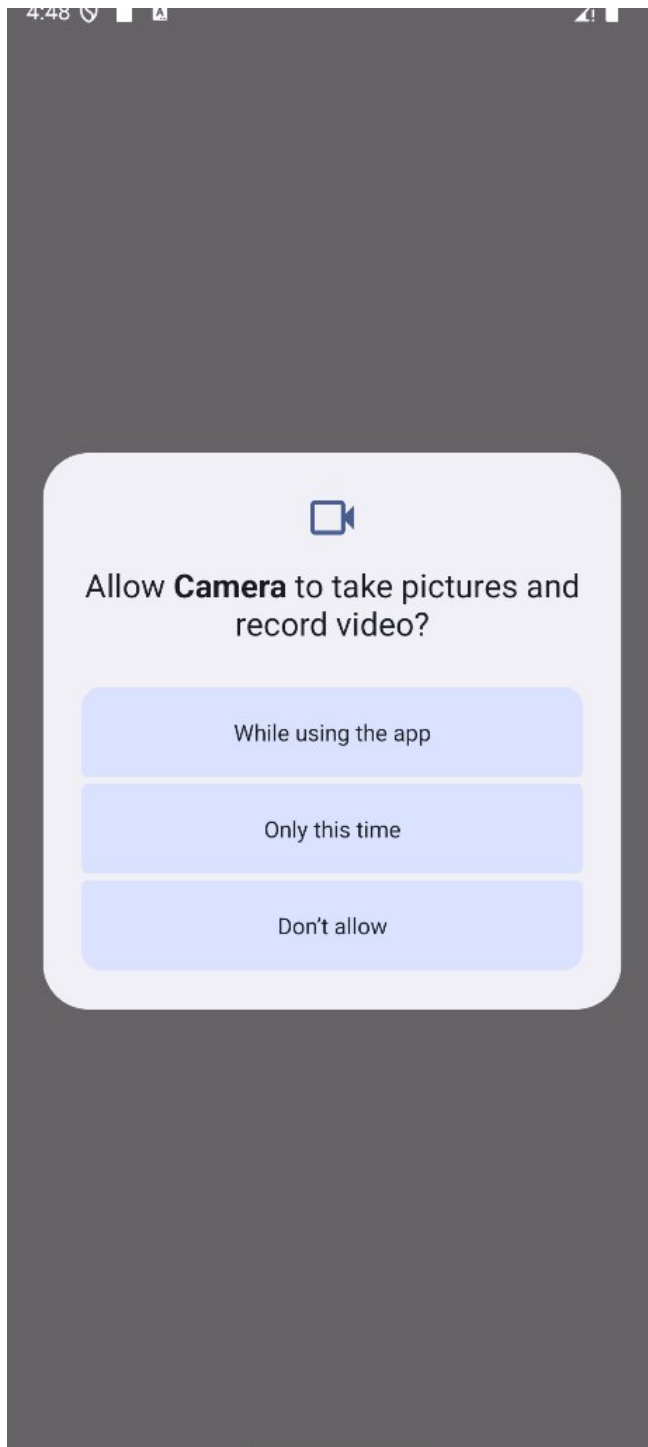 4:48
Allow Camera to take pictures and
record video?
While using the app
Only this time
Don’t allow